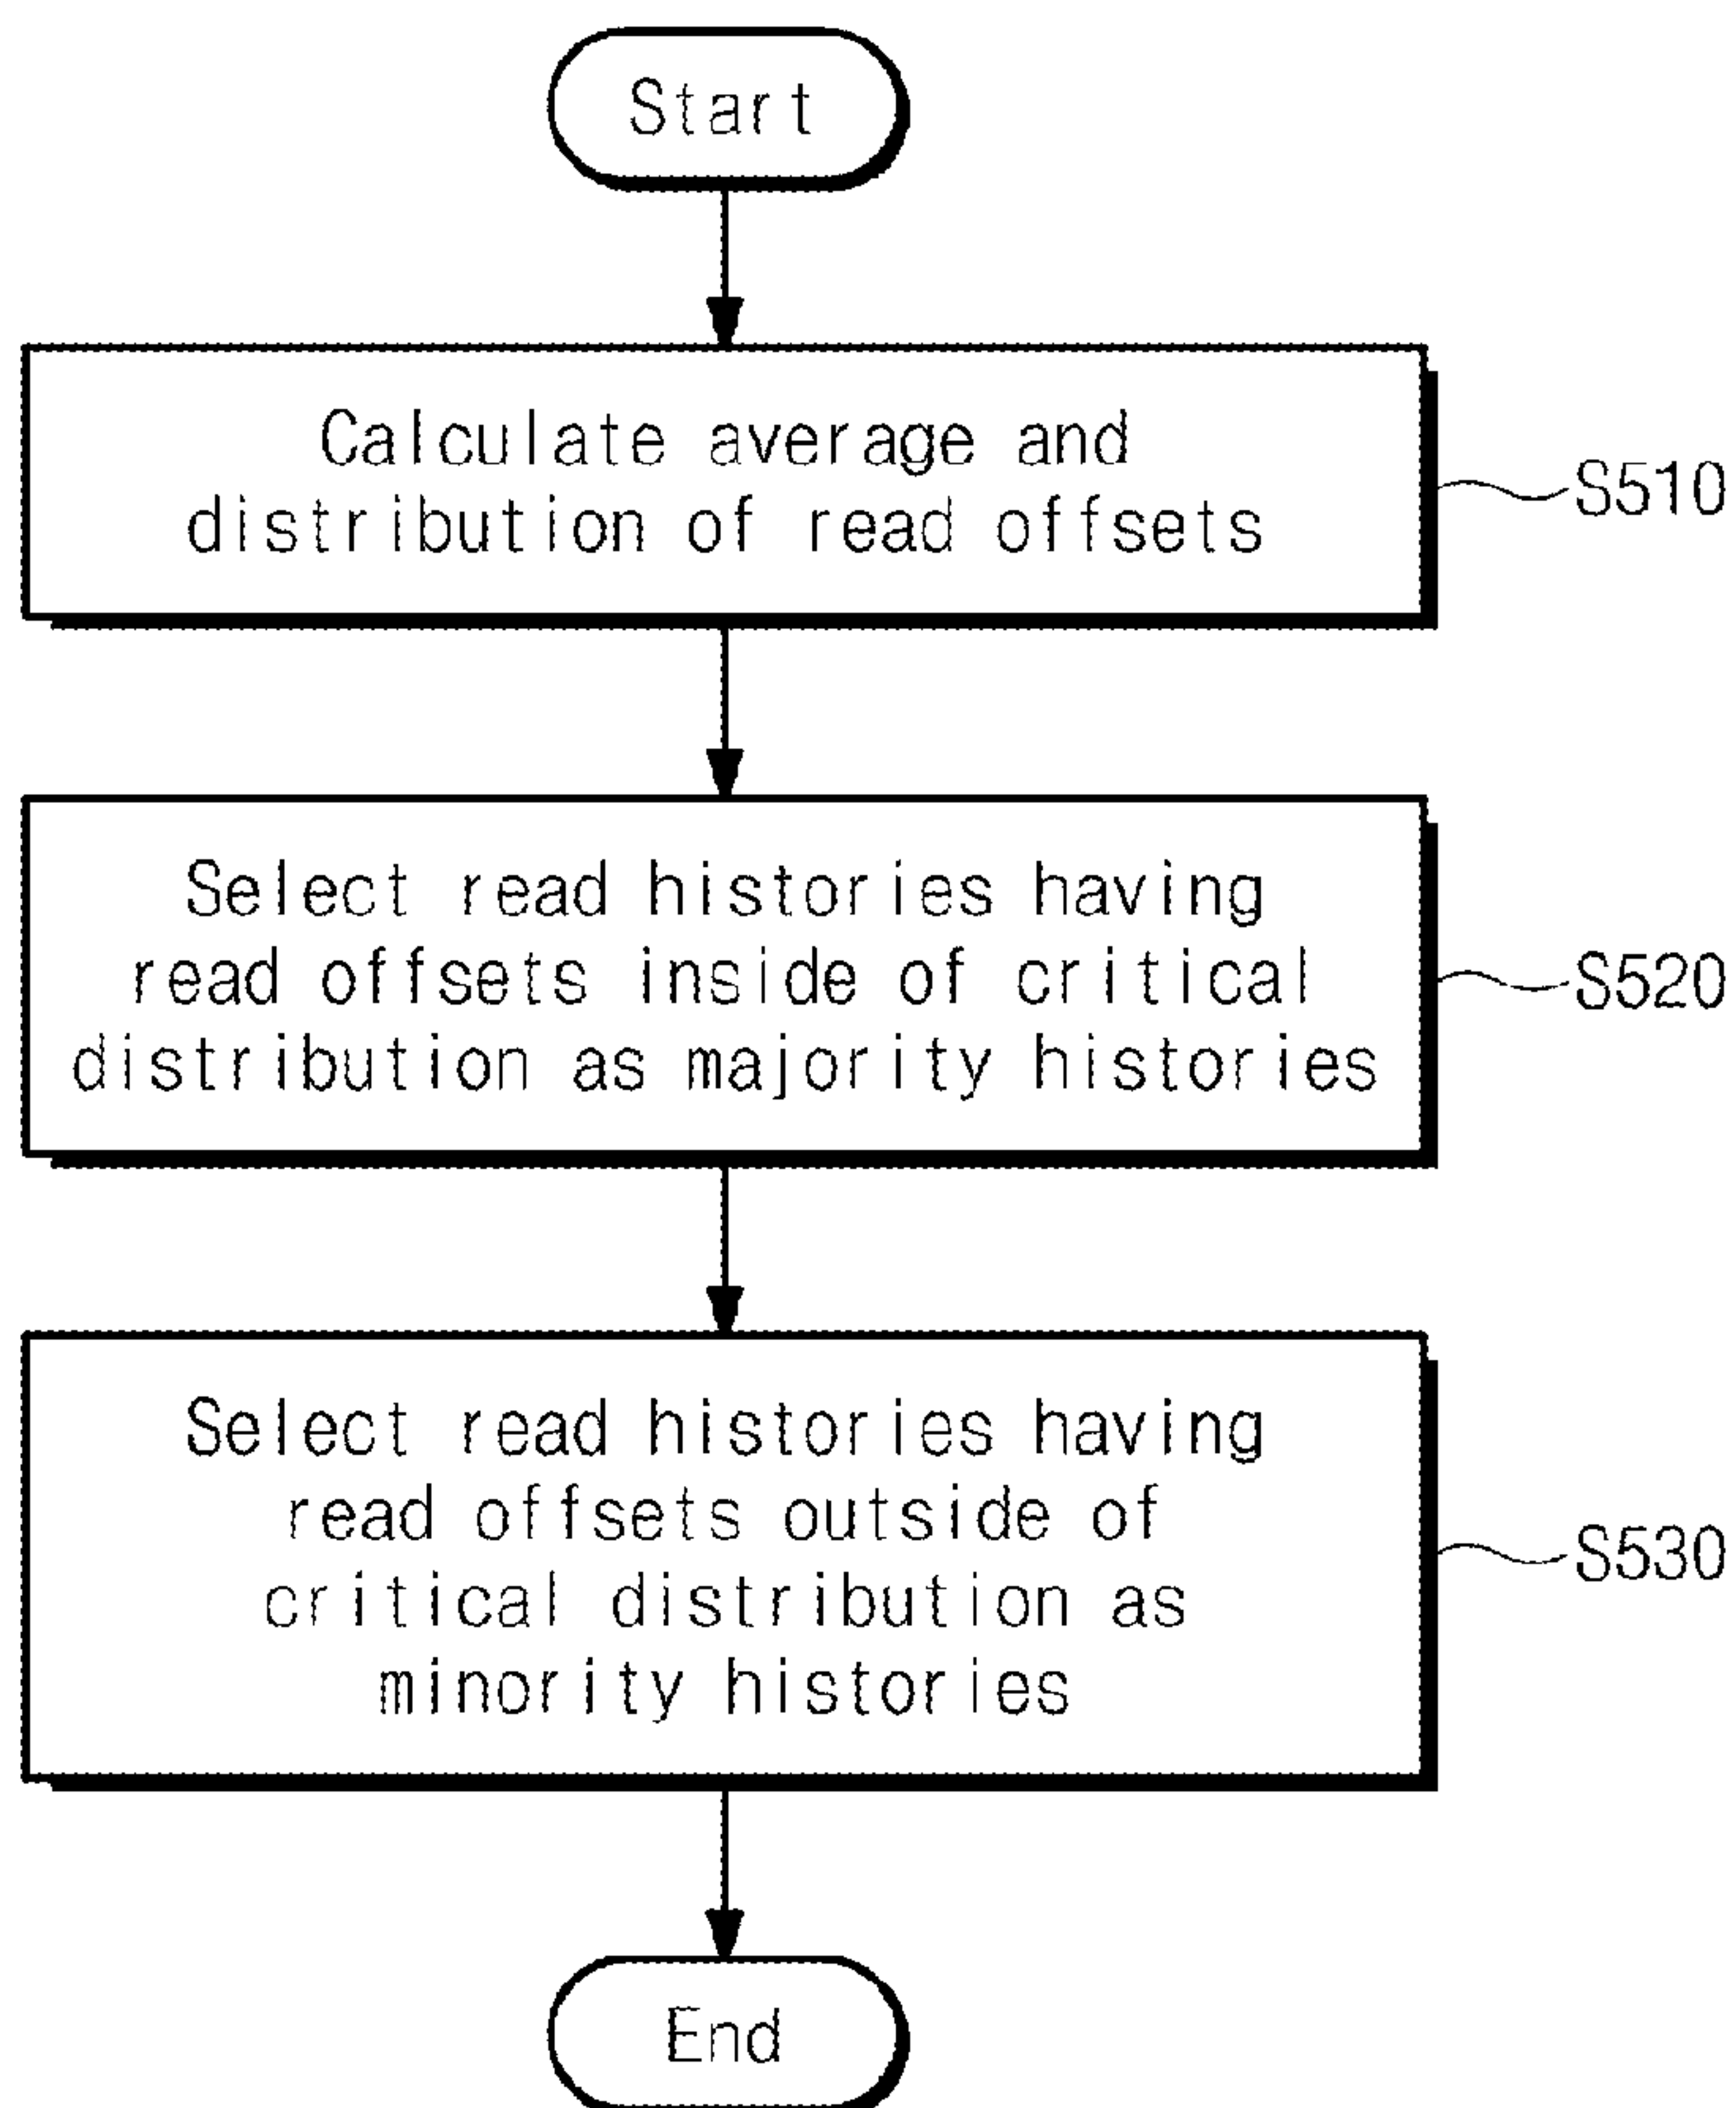 Start
Calculate average and
distribution of read offsets
S510
Select read histories having
read offsets inside of critical
distribution as majority histories
S520
Select read histories having
read offsets outside of
critical distribution as
minority histories
S530
End